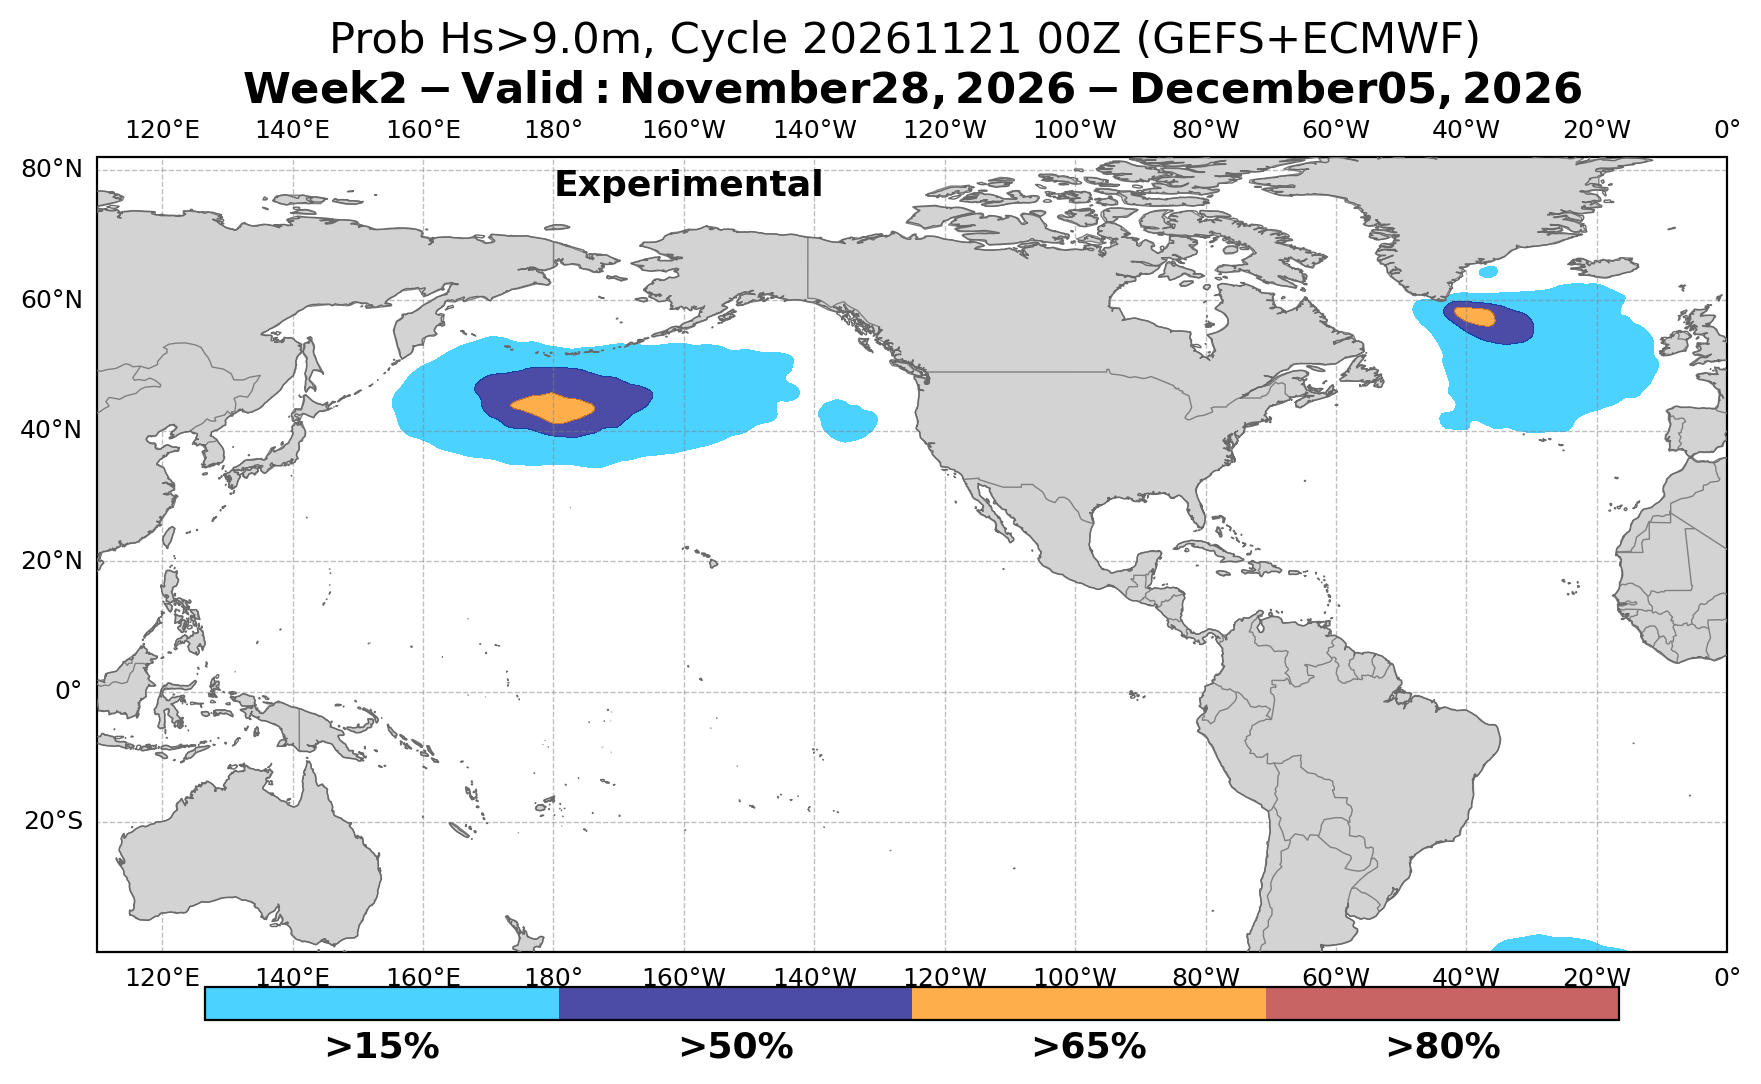 Prob Hs>9.0m, Cycle 20261121 00Z (GEFS+ECMWF)
Week2 − Valid : November28, 2026 − December05, 2026
120°E 140°E 160°E 180° 160°W 140°W 120°W 100°W 80°W 60°W 40°W 20°W 0°
80°N
Experimental
60°N
40°N
20°N
0°
20°S
120°E 140°E 160°E 180° 160°W 140°W 120°W 100°W 80°W 60°W 40°W 20°W 0°
>15% >50% >65% >80%